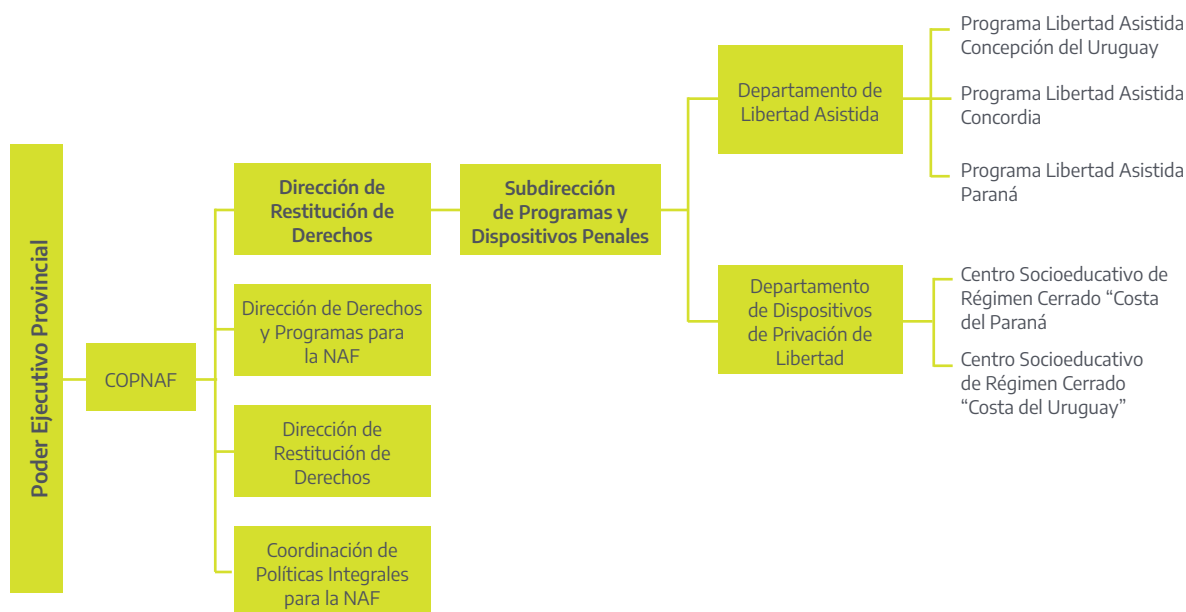 Poder Ejecutivo Provincial
COPNAF
Dirección de
Restitución de
Derechos
Dirección de Derechos
y Programas para
la NAF
Dirección de
Restitución de
Derechos
Coordinación de
Políticas Integrales
para la NAF
Subdirección
de Programas y
Dispositivos Penales
Departamento de
Libertad Asistida
Departamento
de Dispositivos
de Privación de
Libertad
Programa Libertad Asistida
Concepción del Uruguay
Programa Libertad Asistida
Concordia
Programa Libertad Asistida
Paraná
Centro Socioeducativo de
Régimen Cerrado “Costa
del Paraná
Centro Socioeducativo
de Régimen Cerrado
“Costa del Uruguay”